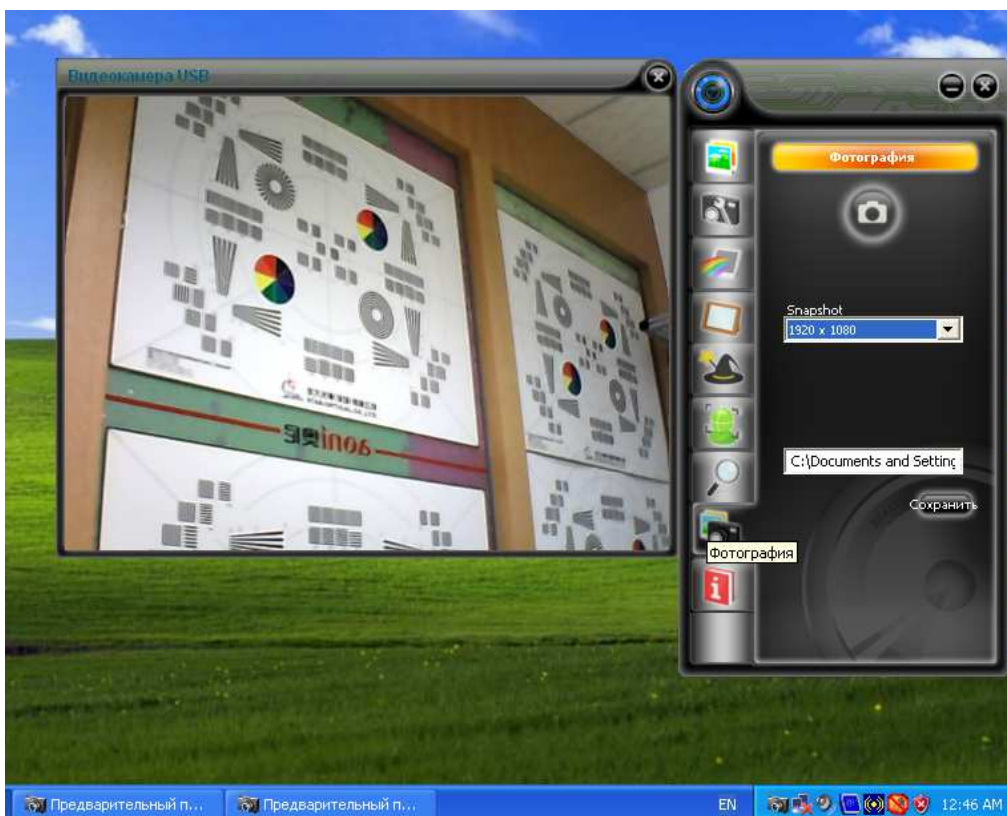 Видеокамера USB
Фотография
Snapshot
1920 x 1080
C:\Documents and Setting
Сохранить
Фотография
Предварительный п...
Предварительный п...
EN
12:46 AM